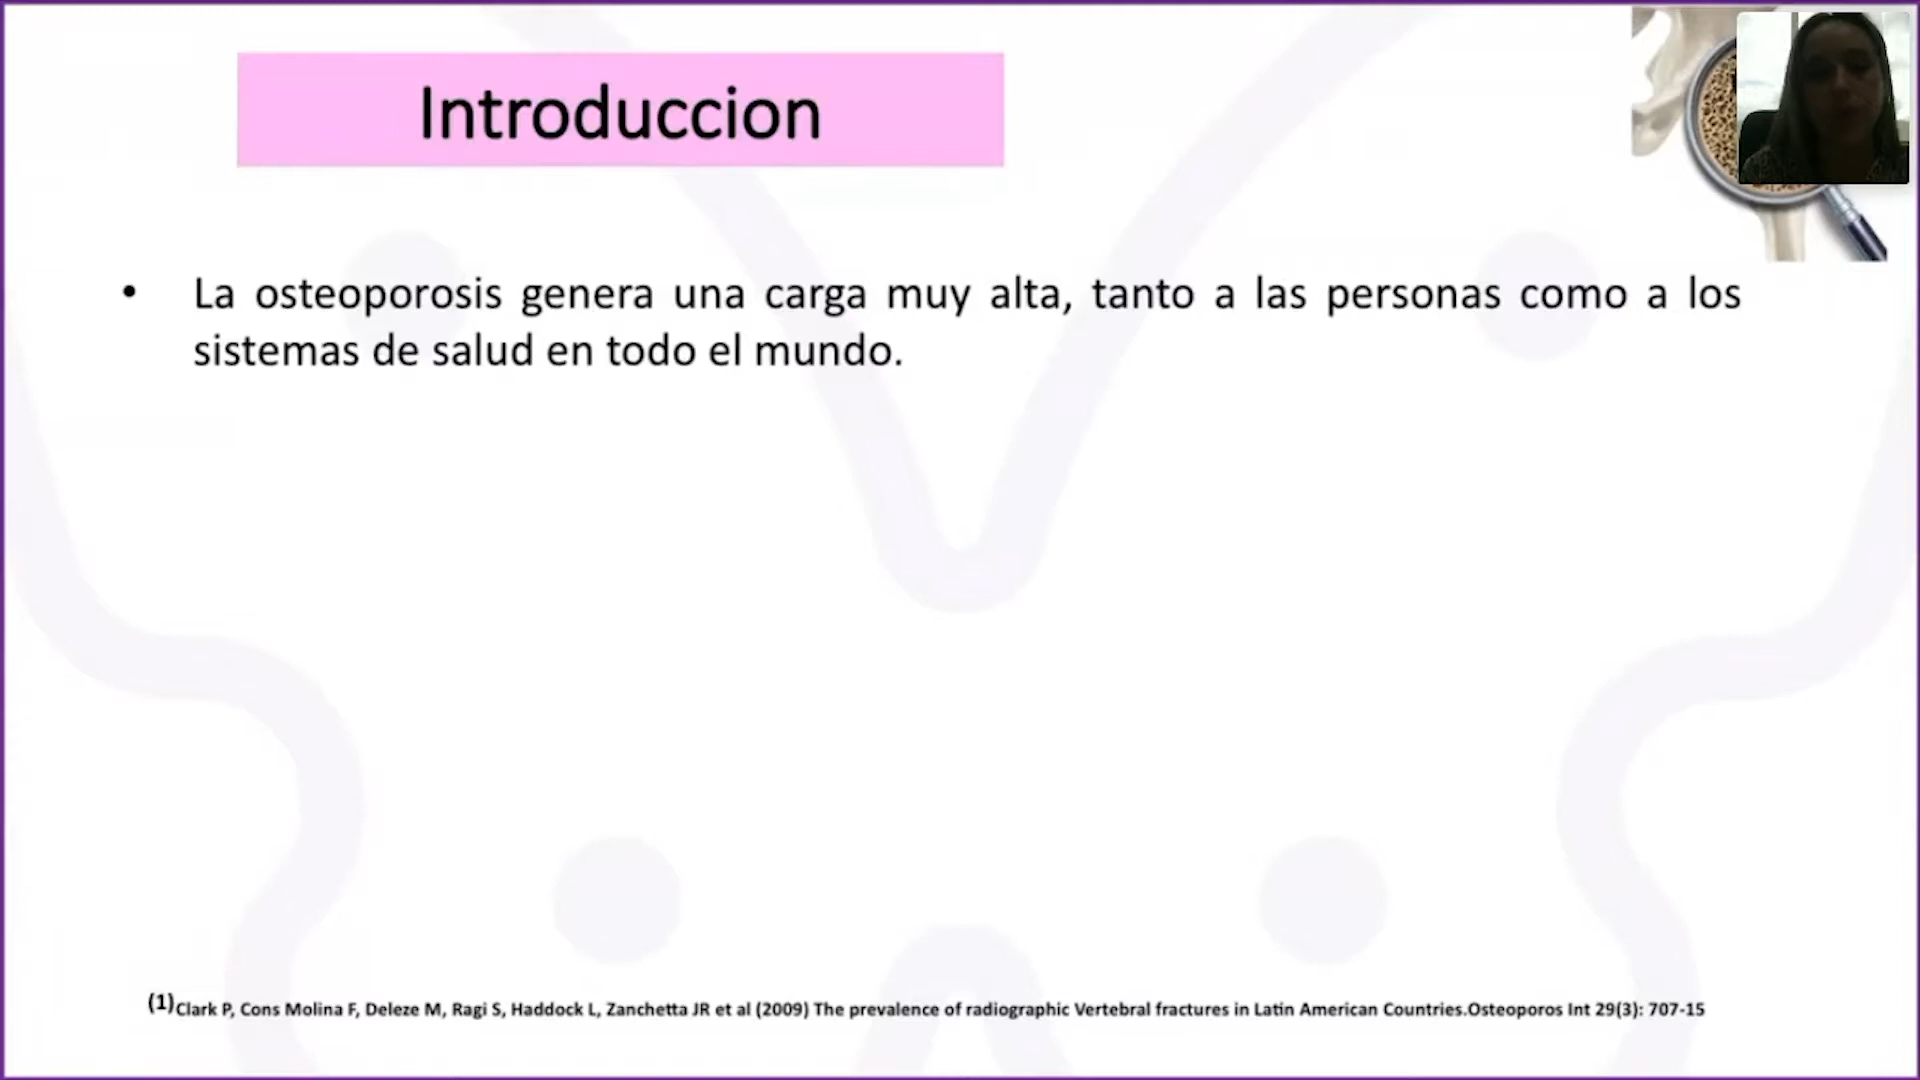 Introduccion
• La osteoporosis genera una carga muy alta, tanto a las personas como a los
sistemas de salud en todo el mundo.
(1)Clark P, Cons Molina F, Deleze M, Ragi S, Haddock L, Zanchetta JR et al (2009) The prevalence of radiographic Vertebral fractures in Latin American Countries.Osteoporos Int 29(3): 707-15